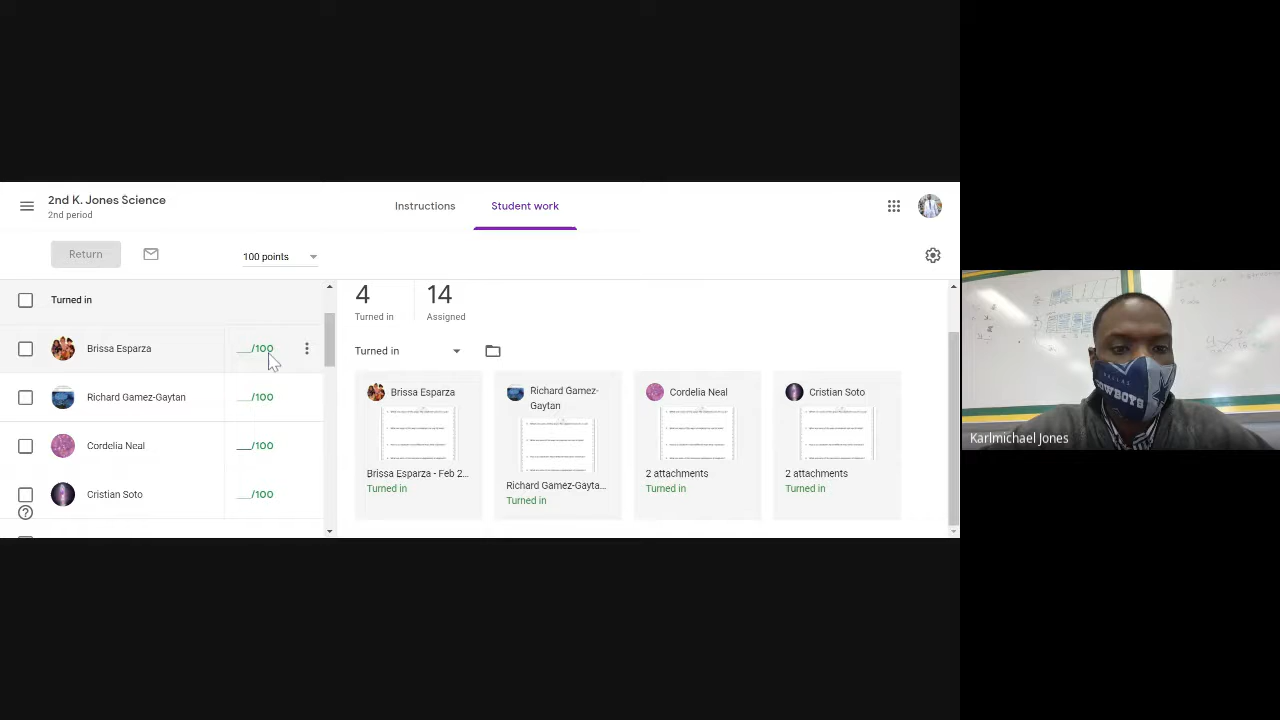 2nd K. Jones Science
2nd period
Instructions
Student work
Return
100 points
Turned in
Brissa Esparza
__/100
Richard Gamez-Gaytan
__/100
Cordelia Neal
__/100
Cristian Soto
__/100
4
Turned in
14
Assigned
Turned in
Brissa Esparza
Brissa Esparza - Feb 2...
Turned in
Richard Gamez-
Gaytan
Richard Gamez-Gayta...
Turned in
Cordelia Neal
2 attachments
Turned in
Cristian Soto
2 attachments
Turned in
DALLAS
COWBOYS
Karlmichael Jones